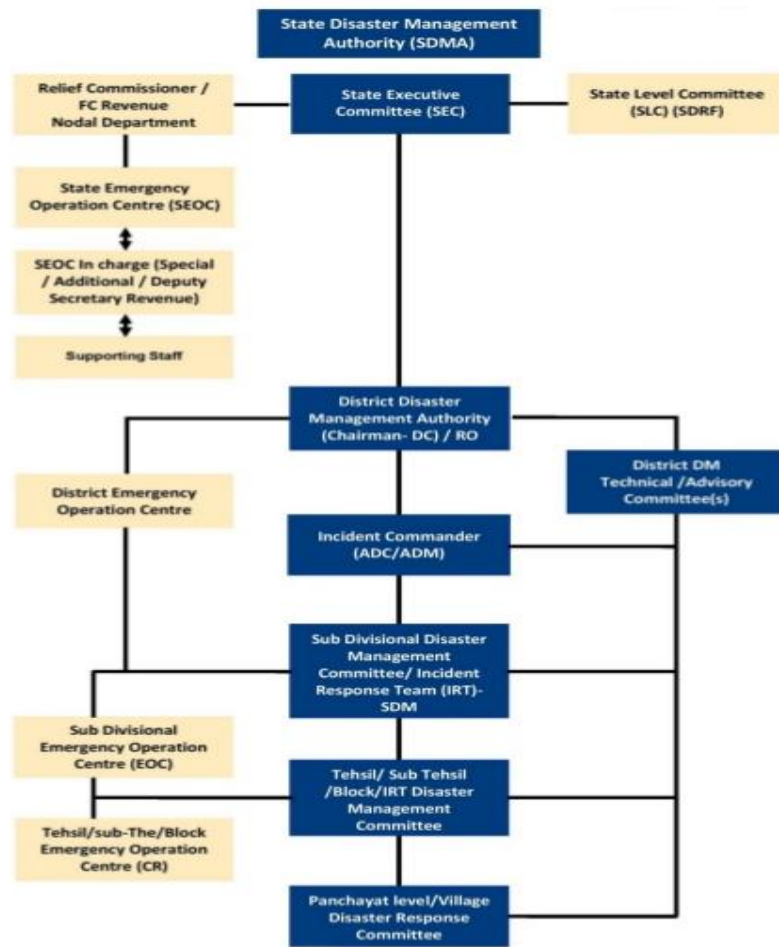 State Disaster Management
Authority (SDMA)
Relief Commissioner /
FC Revenue
Nodal Department
State Executive
Committee (SEC)
State Level Committee
(SLC) (SDRF)
State Emergency
Operation Centre (SEOC)
SEOC In charge (Special
/ Additional / Deputy
Secretary Revenue)
Supporting Staff
District Disaster
Management Authority
(Chairman- DC) / RO
District DM
Technical /Advisory
Committee(s)
District Emergency
Operation Centre
Incident Commander
(ADC/ADM)
Sub Divisional Disaster
Management
Committee/ Incident
Response Team (IRT)-
SDM
Sub Divisional
Emergency Operation
Centre (EOC)
Tehsil/ Sub Tehsil
/Block/IRT Disaster
Management
Committee
Tehsil/sub-The/Block
Emergency Operation
Centre (CR)
Panchayat level/Village
Disaster Response
Committee